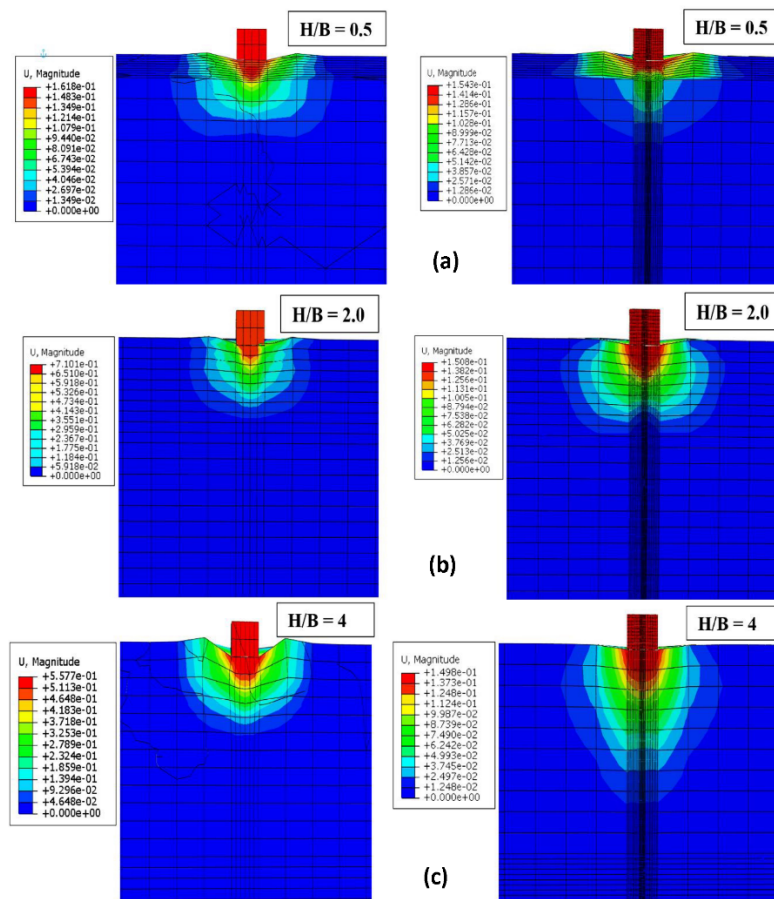 H/B = 0.5
U, Magnitude
+1.618e-01
+1.483e-01
+1.349e-01
+1.214e-01
+1.079e-01
+9.440e-02
+8.091e-02
+6.743e-02
+5.394e-02
+4.046e-02
+2.697e-02
+1.349e-02
+0.000e+00
H/B = 0.5
U, Magnitude
+1.543e-01
+1.414e-01
+1.286e-01
+1.157e-01
+1.028e-01
+8.999e-02
+7.713e-02
+6.428e-02
+5.142e-02
+3.857e-02
+2.571e-02
+1.286e-02
+0.000e+00
(a)
H/B = 2.0
U, Magnitude
+7.101e-01
+6.510e-01
+5.918e-01
+5.326e-01
+4.734e-01
+4.143e-01
+3.551e-01
+2.959e-01
+2.367e-01
+1.775e-01
+1.184e-01
+5.918e-02
+0.000e+00
H/B = 2.0
U, Magnitude
+1.508e-01
+1.382e-01
+1.256e-01
+1.131e-01
+1.005e-01
+8.794e-02
+7.538e-02
+6.282e-02
+5.025e-02
+3.769e-02
+2.513e-02
+1.256e-02
+0.000e+00
(b)
H/B = 4
U, Magnitude
+5.577e-01
+5.113e-01
+4.648e-01
+4.183e-01
+3.718e-01
+3.253e-01
+2.789e-01
+2.324e-01
+1.859e-01
+1.394e-01
+9.296e-02
+4.648e-02
+0.000e+00
H/B = 4
U, Magnitude
+1.498e-01
+1.373e-01
+1.248e-01
+1.124e-01
+9.987e-02
+8.739e-02
+7.490e-02
+6.242e-02
+4.993e-02
+3.745e-02
+2.497e-02
+1.248e-02
+0.000e+00
(c)